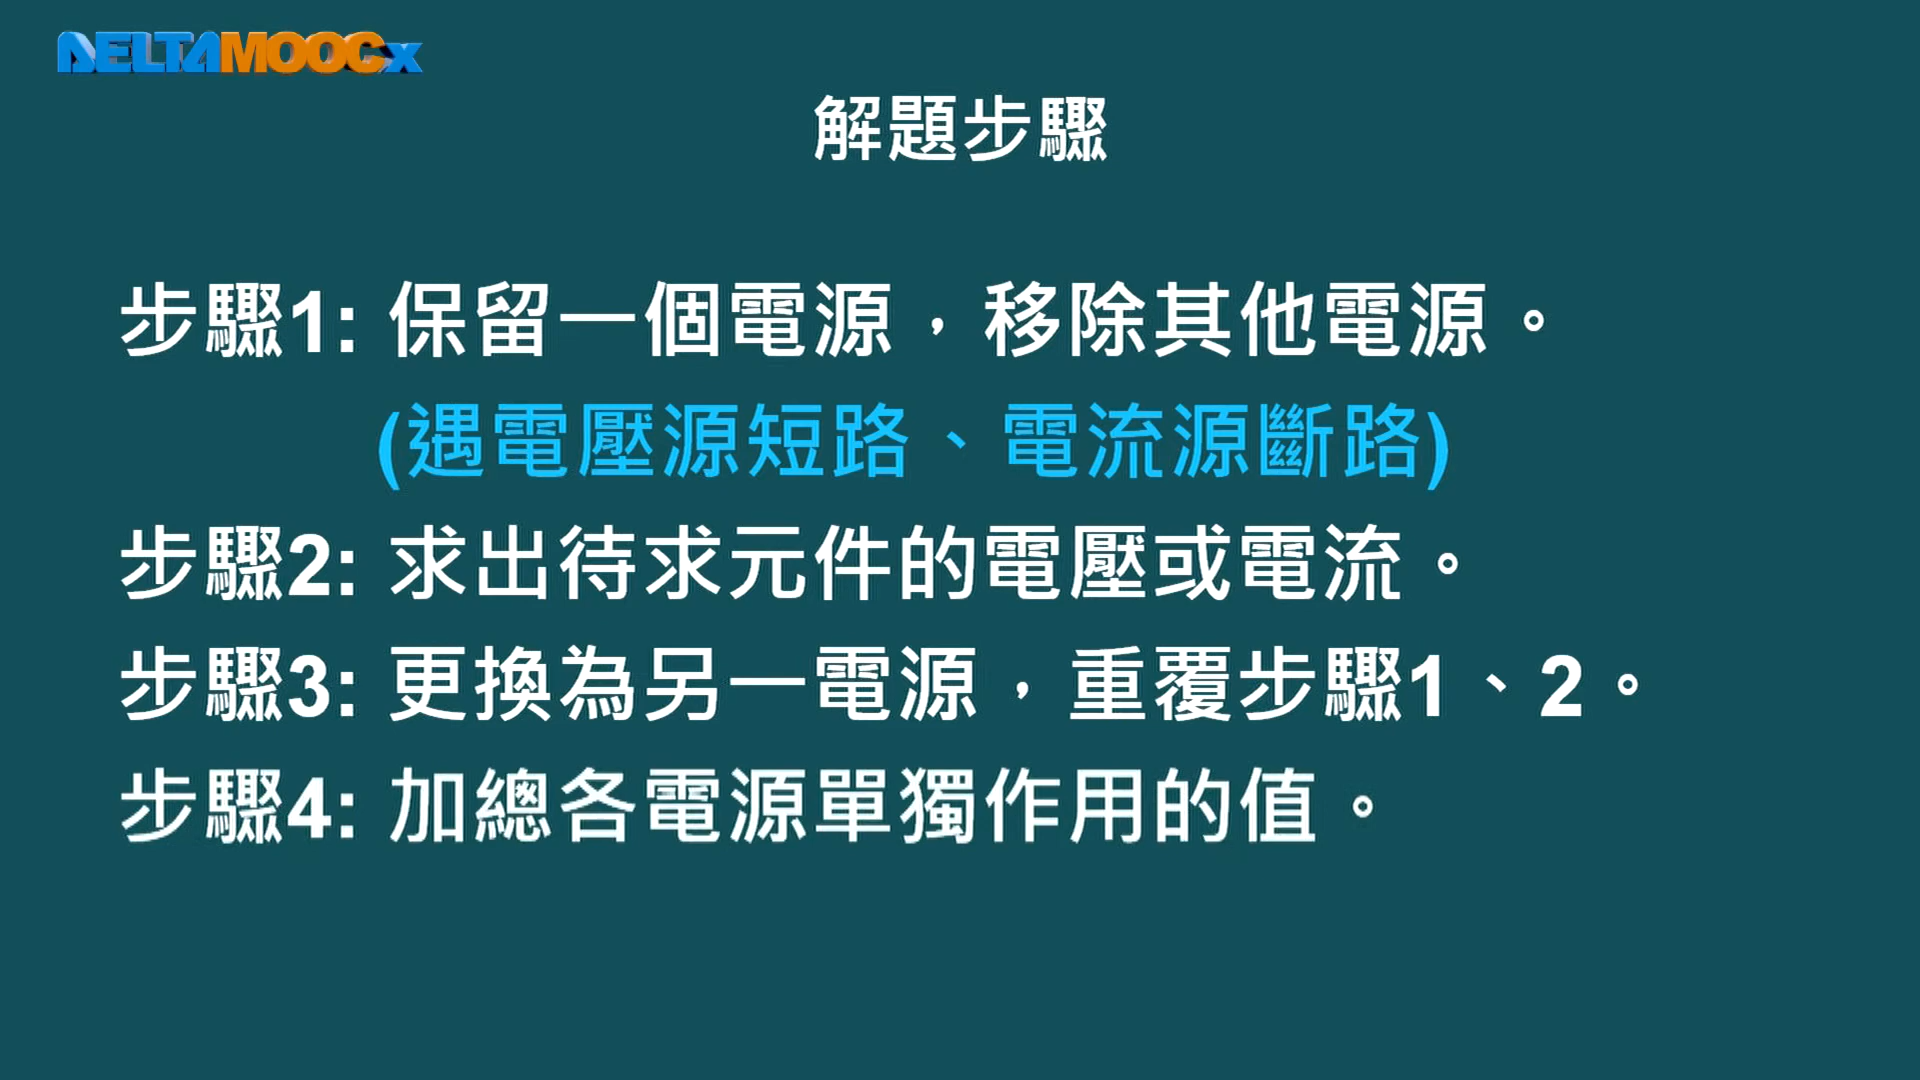 DELTAMOOCx
解題步驟
步驟1: 保留一個電源，移除其他電源。
(遇電壓源短路、電流源斷路)
步驟2: 求出待求元件的電壓或電流。
步驟3: 更換為另一電源，重覆步驟1、2。
步驟4: 加總各電源單獨作用的值。